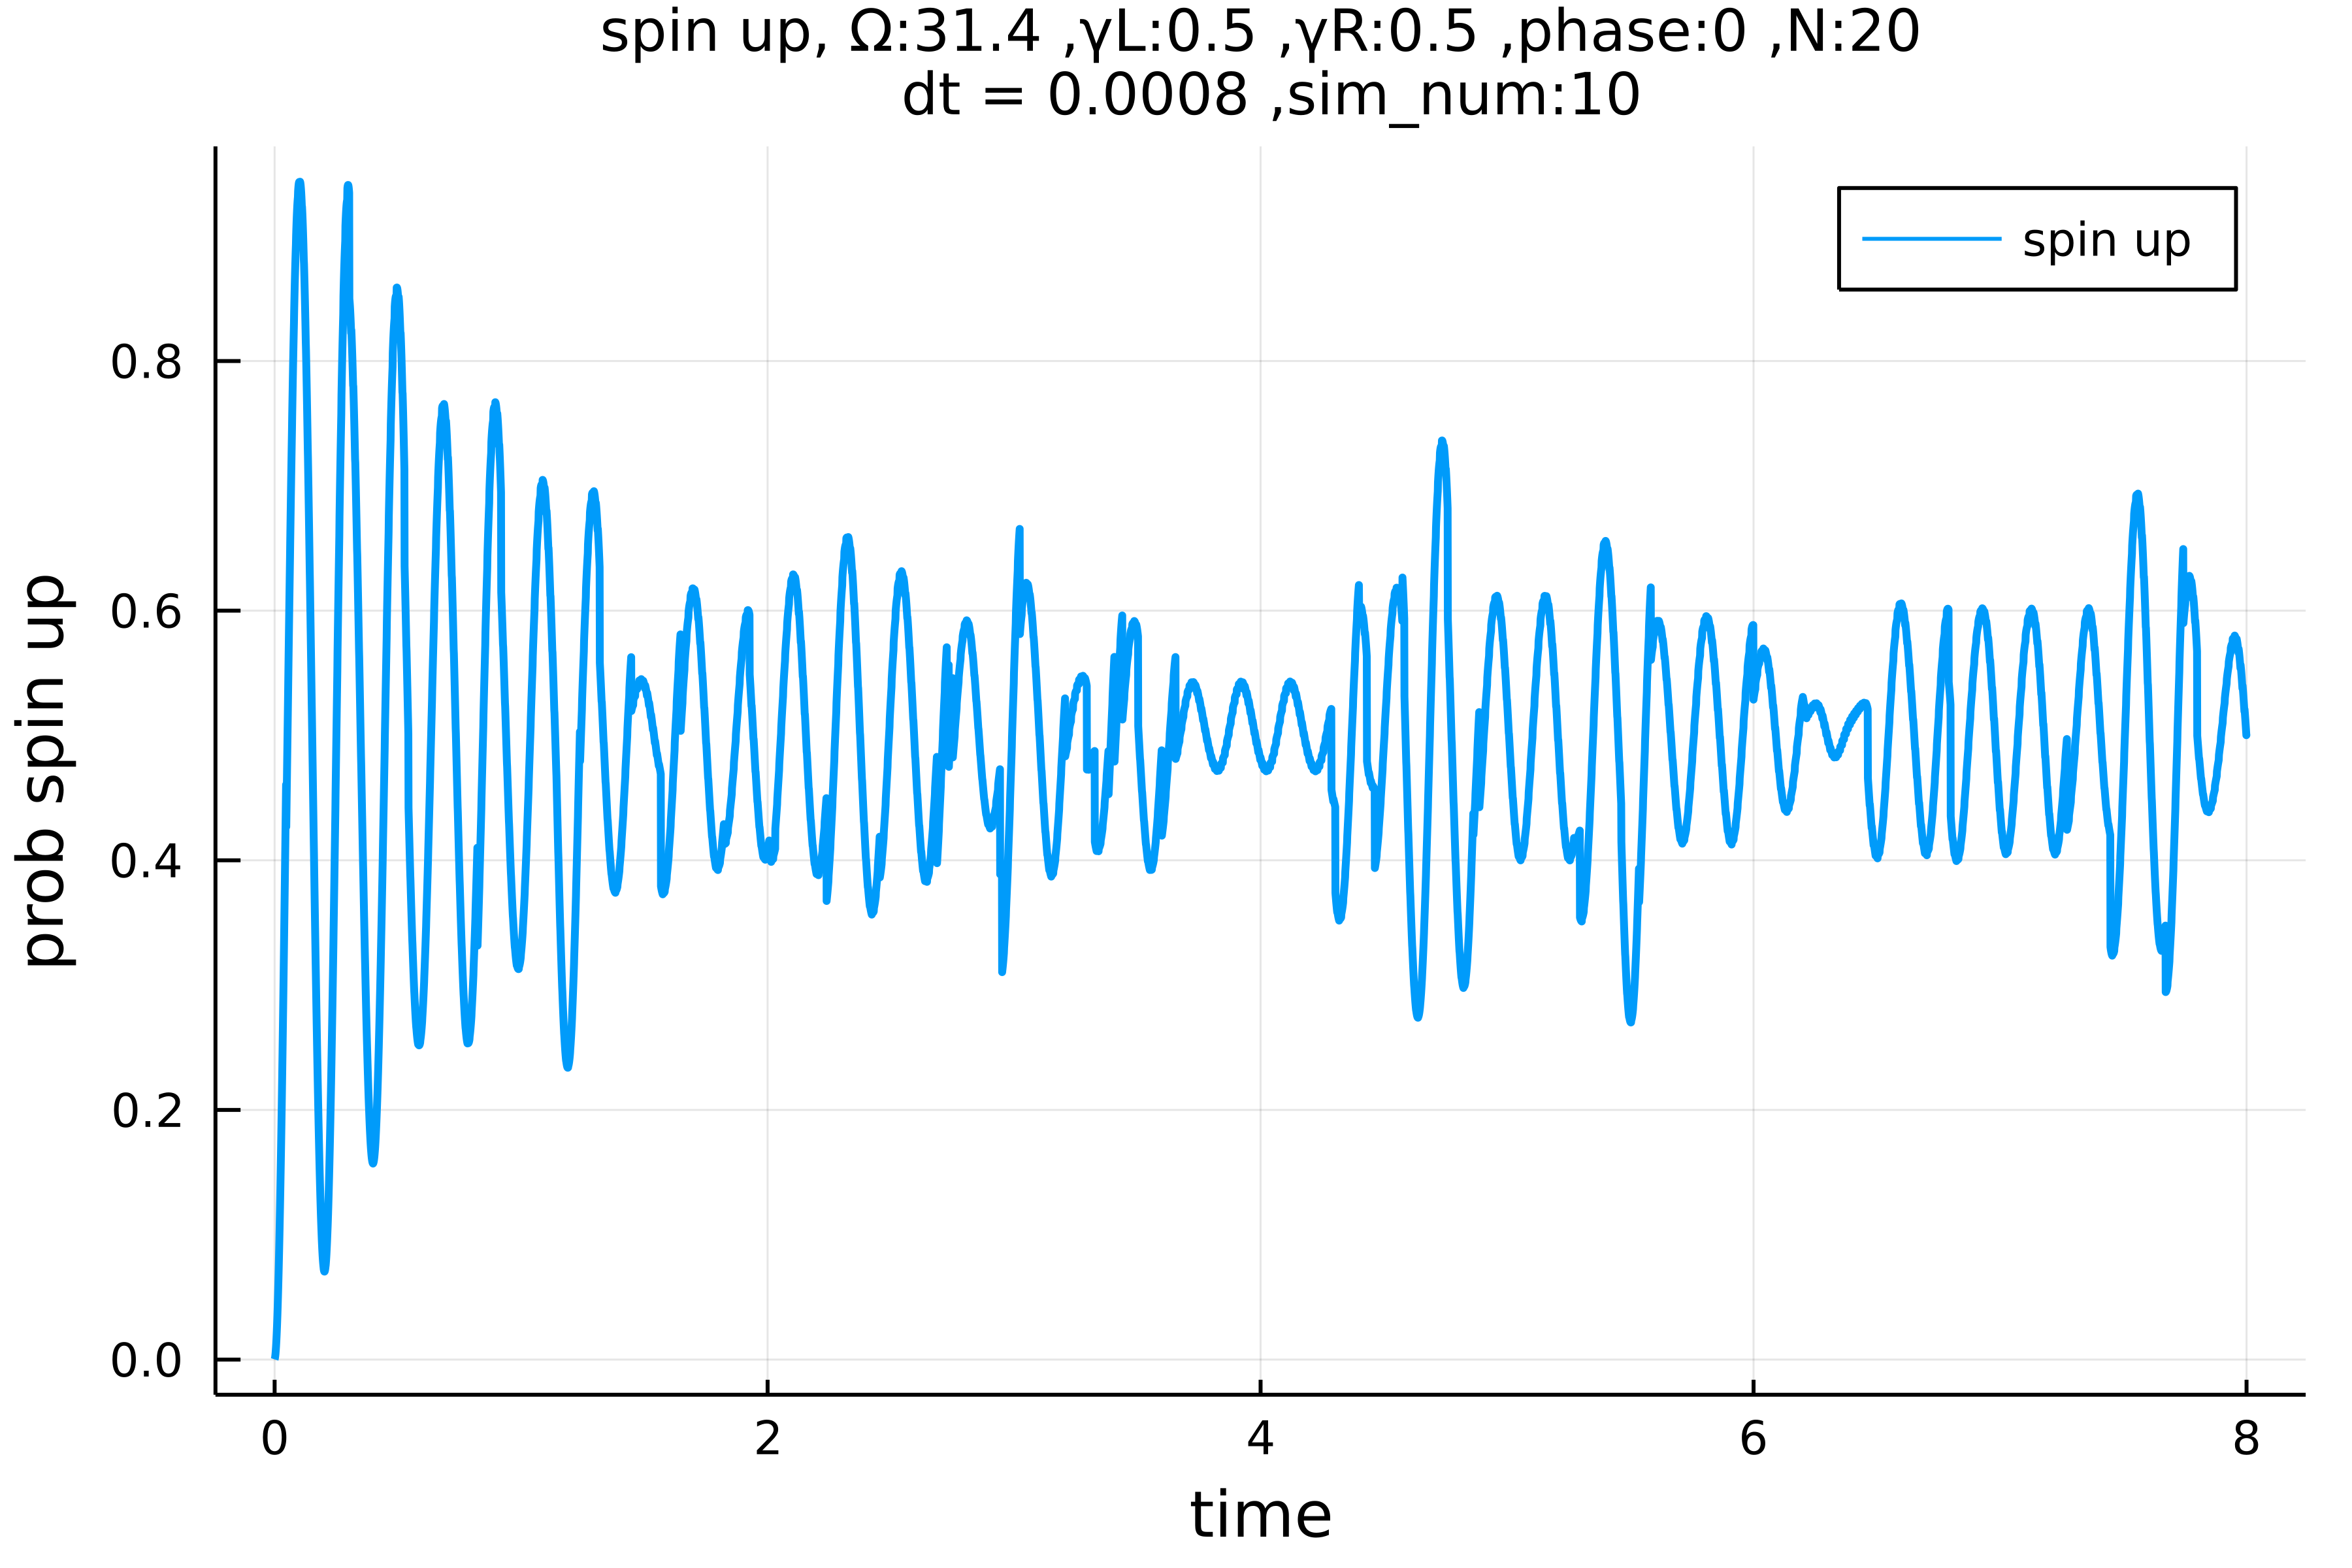 spin up, Ω:31.4 ,γL:0.5 ,γR:0.5 ,phase:0 ,N:20
dt = 0.0008 ,sim_num:10
spin up
prob spin up
0.8
0.6
0.4
0.2
0.0
0 2 4 6 8
time